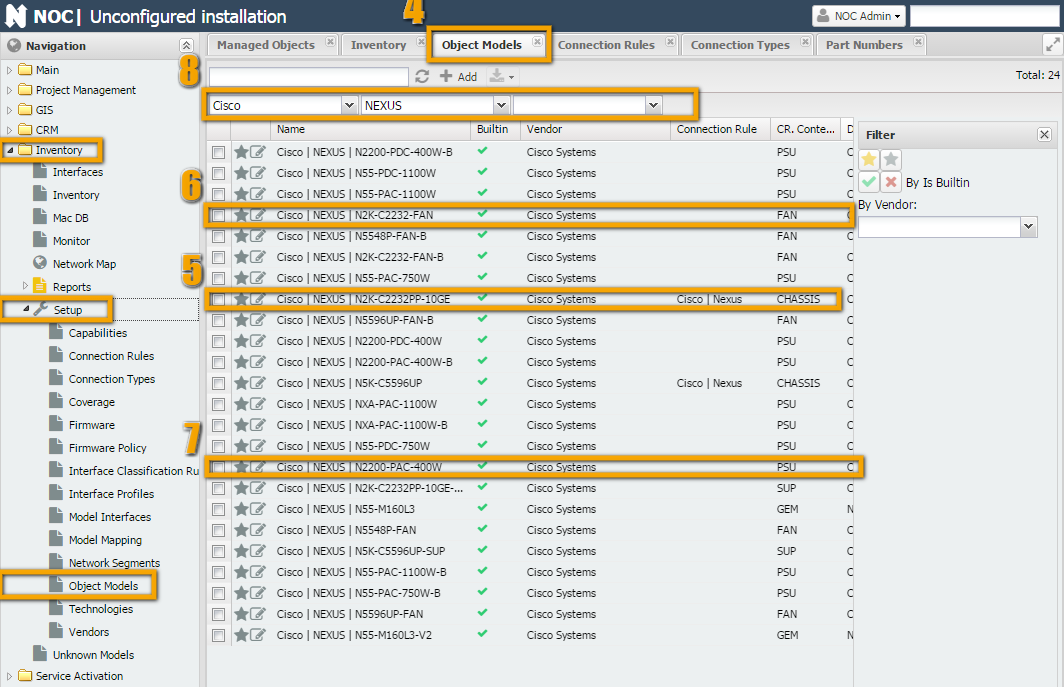 4
NOC| Unconfigured installation
NOC Admin
Navigation
Managed Objects
Inventory
Object Models
Connection Rules
Connection Types
Part Numbers
8
Add
Total: 24
Main
Project Management
GIS
CRM
Inventory
Interfaces
Inventory
Mac DB
Monitor
Network Map
Reports
Setup
Capabilities
Connection Rules
Connection Types
Coverage
Firmware
Firmware Policy
Interface Classification Ru
Interface Profiles
Model Interfaces
Model Mapping
Network Segments
Object Models
Technologies
Vendors
Unknown Models
Service Activation
Cisco NEXUS
Name Builtin Vendor Connection Rule CR. Conte... D
Cisco | NEXUS | N2200-PDC-400W-B Cisco Systems PSU C
Cisco | NEXUS | N55-PDC-1100W Cisco Systems PSU C
6
Cisco | NEXUS | N55-PAC-1100W Cisco Systems PSU C
Cisco | NEXUS | N2K-C2232-FAN Cisco Systems FAN C
Cisco | NEXUS | N5548P-FAN-B Cisco Systems FAN C
Cisco | NEXUS | N2K-C2232-FAN-B Cisco Systems FAN C
5
Cisco | NEXUS | N55-PAC-750W Cisco Systems PSU C
Cisco | NEXUS | N2K-C2232PP-10GE Cisco Systems Cisco | Nexus CHASSIS C
Cisco | NEXUS | N5596UP-FAN-B Cisco Systems FAN C
Cisco | NEXUS | N2200-PDC-400W Cisco Systems PSU C
Cisco | NEXUS | N2200-PAC-400W-B Cisco Systems PSU C
Cisco | NEXUS | N5K-C5596UP Cisco Systems Cisco | Nexus CHASSIS C
Cisco | NEXUS | NXA-PAC-1100W Cisco Systems PSU C
Cisco | NEXUS | NXA-PAC-1100W-B Cisco Systems PSU C
7
Cisco | NEXUS | N55-PDC-750W Cisco Systems PSU C
Cisco | NEXUS | N2200-PAC-400W Cisco Systems PSU C
Cisco | NEXUS | N2K-C2232PP-10GE-... Cisco Systems SUP C
Cisco | NEXUS | N55-M160L3 Cisco Systems GEM N
Cisco | NEXUS | N5548P-FAN Cisco Systems FAN C
Cisco | NEXUS | N5K-C5596UP-SUP Cisco Systems SUP C
Cisco | NEXUS | N55-PAC-1100W-B Cisco Systems PSU C
Cisco | NEXUS | N55-PAC-750W-B Cisco Systems PSU C
Cisco | NEXUS | N5596UP-FAN Cisco Systems FAN C
Cisco | NEXUS | N55-M160L3-V2 Cisco Systems GEM N
Filter
By Is Builtin
By Vendor: